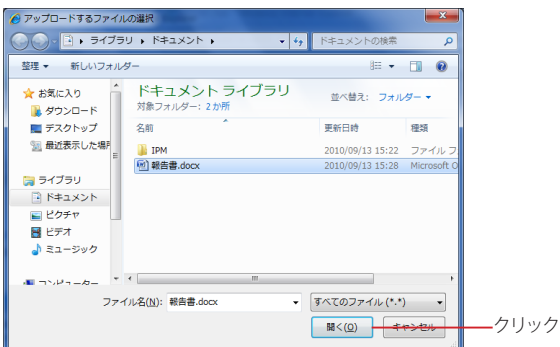 アップロードするファイルの選択
ライブラリ ▸ ドキュメント ▸
ドキュメントの検索
整理 ▼ 新しいフォルダー
お気に入り
ダウンロード
デスクトップ
最近表示した場所
ライブラリ
ドキュメント
ピクチャ
ビデオ
ミュージック
コンピューター
ドキュメント ライブラリ
対象フォルダー: 2 か所
並べ替え: フォルダー ▼
名前 更新日時 種類
IPM 2010/09/13 15:22 ファイル フ
報告書.docx 2010/09/13 15:28 Microsoft O
ファイル名(N): 報告書.docx
すべてのファイル (*.*)
開く(O) キャンセル
クリック